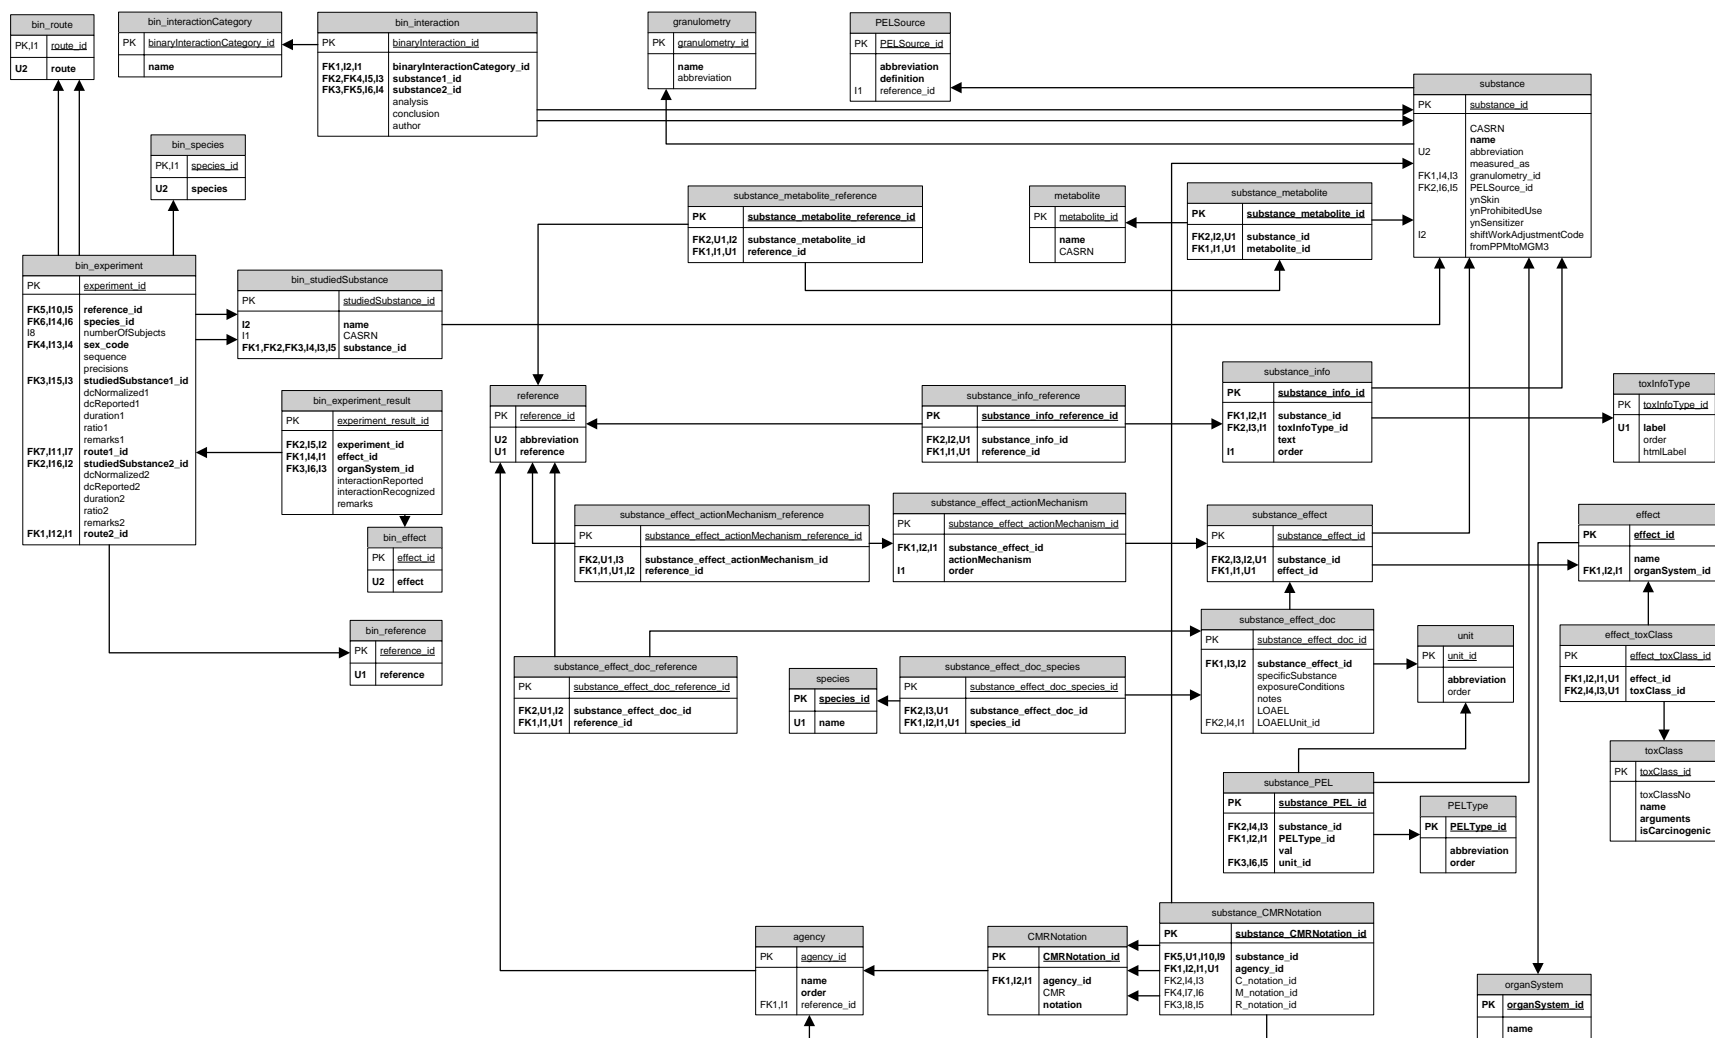 bin_route
PK,I1 route_id
U2 route
bin_interactionCategory
PK binaryInteractionCategory_id
name
bin_interaction
PK binaryInteraction_id
FK1,I2,I1 binaryInteractionCategory_id
FK2,FK4,I5,I3 substance1_id
FK3,FK5,I6,I4 substance2_id
analysis
conclusion
author
granulometry
PK granulometry_id
name
abbreviation
PELSource
PK PELSource_id
abbreviation
definition
I1 reference_id
substance
PK substance_id
CASRN
name
U2 abbreviation
measured_as
FK1,I4,I3 granulometry_id
FK2,I6,I5 PELSource_id
ynSkin
ynProhibitedUse
ynSensitizer
I2 shiftWorkAdjustmentCode
fromPPMtoMGM3
bin_species
PK,I1 species_id
U2 species
substance_metabolite_reference
PK substance_metabolite_reference_id
FK2,U1,I2 substance_metabolite_id
FK1,I1,U1 reference_id
metabolite
PK metabolite_id
name
CASRN
substance_metabolite
PK substance_metabolite_id
FK2,I2,U1 substance_id
FK1,I1,U1 metabolite_id
bin_experiment
PK experiment_id
FK5,I10,I5 reference_id
FK6,I14,I6 species_id
I8 numberOfSubjects
FK4,I13,I4 sex_code
sequence
precisions
FK3,I15,I3 studiedSubstance1_id
dcNormalized1
dcReported1
duration1
ratio1
remarks1
FK7,I11,I7 route1_id
FK2,I16,I2 studiedSubstance2_id
dcNormalized2
dcReported2
duration2
ratio2
remarks2
FK1,I12,I1 route2_id
bin_studiedSubstance
PK studiedSubstance_id
I2 name
I1 CASRN
FK1,FK2,FK3,I4,I3,I5 substance_id
bin_experiment_result
PK experiment_result_id
FK2,I5,I2 experiment_id
FK1,I4,I1 effect_id
FK3,I6,I3 organSystem_id
interactionReported
interactionRecognized
remarks
reference
PK reference_id
U2 abbreviation
U1 reference
substance_info_reference
PK substance_info_reference_id
FK2,I2,U1 substance_info_id
FK1,I1,U1 reference_id
substance_info
PK substance_info_id
FK1,I2,I1 substance_id
FK2,I3,I1 toxInfoType_id
text
I1 order
toxInfoType
PK toxInfoType_id
U1 label
order
htmlLabel
bin_effect
PK effect_id
U2 effect
substance_effect_actionMechanism_reference
PK substance_effect_actionMechanism_reference_id
FK2,U1,I3 substance_effect_actionMechanism_id
FK1,I1,U1,I2 reference_id
substance_effect_actionMechanism
PK substance_effect_actionMechanism_id
FK1,I2,I1 substance_effect_id
actionMechanism
I1 order
substance_effect
PK substance_effect_id
FK2,I3,I2,U1 substance_id
FK1,I1,U1 effect_id
effect
PK effect_id
name
FK1,I2,I1 organSystem_id
bin_reference
PK reference_id
U1 reference
substance_effect_doc_reference
PK substance_effect_doc_reference_id
FK2,U1,I2 substance_effect_doc_id
FK1,I1,U1 reference_id
species
PK species_id
U1 name
substance_effect_doc_species
PK substance_effect_doc_species_id
FK2,I3,U1 substance_effect_doc_id
FK1,I2,I1,U1 species_id
substance_effect_doc
PK substance_effect_doc_id
FK1,I3,I2 substance_effect_id
specificSubstance
exposureConditions
notes
LOAEL
FK2,I4,I1 LOAELUnit_id
unit
PK unit_id
abbreviation
order
effect_toxClass
PK effect_toxClass_id
FK1,I2,I1,U1 effect_id
FK2,I4,I3,U1 toxClass_id
toxClass
PK toxClass_id
toxClassNo
name
arguments
isCarcinogenic
substance_PEL
PK substance_PEL_id
FK2,I4,I3 substance_id
FK1,I2,I1 PELType_id
val
FK3,I6,I5 unit_id
PELType
PK PELType_id
abbreviation
order
agency
PK agency_id
name
order
FK1,I1 reference_id
CMRNotation
PK CMRNotation_id
FK1,I2,I1 agency_id
CMR
notation
substance_CMRNotation
PK substance_CMRNotation_id
FK5,U1,I10,I9 substance_id
FK1,I2,I1,U1 agency_id
FK2,I4,I3 C_notation_id
FK4,I7,I6 M_notation_id
FK3,I8,I5 R_notation_id
organSystem
PK organSystem_id
name